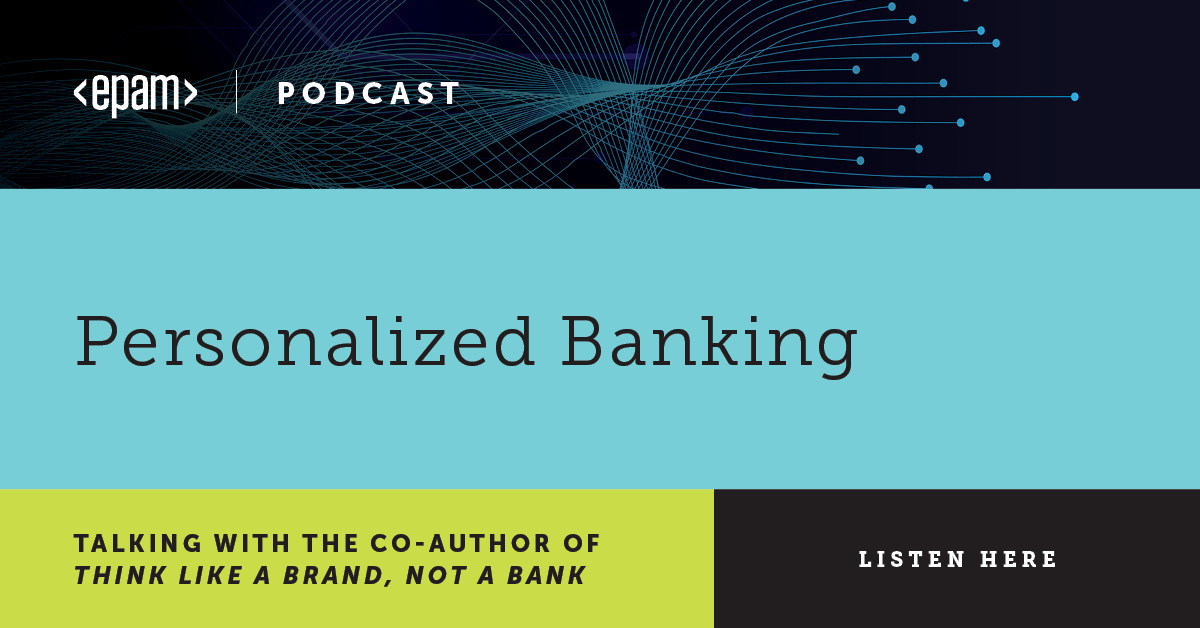 <epam> PODCAST
Personalized Banking
TALKING WITH THE CO-AUTHOR OF
THINK LIKE A BRAND, NOT A BANK
LISTEN HERE